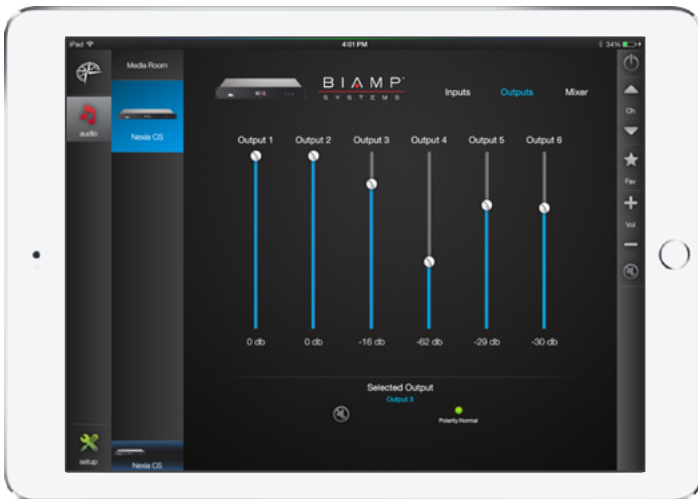 iPad
4:01 PM
34%
Media Room
BIAMP
SYSTEMS
Inputs
Outputs
Mixer
audio
Nexia CS
Ch
Fav
Vol
Output 1
Output 2
Output 3
Output 4
Output 5
Output 6
0 db
0 db
-16 db
-62 db
-29 db
-30 db
Selected Output
Output 3
Polarity:Normal
setup
Nexia CS